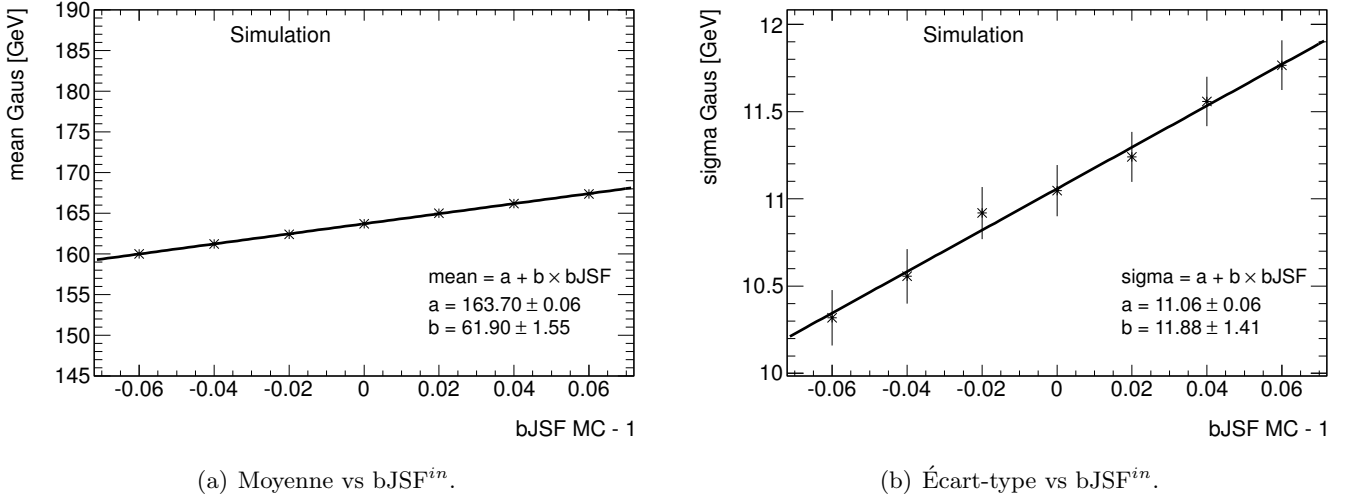 mean Gaus [GeV]
190
185
180
175
170
165
160
155
150
145
Simulation
mean = a + b × bJSF
a = 163.70 ± 0.06
b = 61.90 ± 1.55
-0.06 -0.04 -0.02 0 0.02 0.04 0.06
bJSF MC - 1
(a) Moyenne vs bJSF^in.
sigma Gaus [GeV]
12
11.5
11
10.5
10
Simulation
sigma = a + b × bJSF
a = 11.06 ± 0.06
b = 11.88 ± 1.41
-0.06 -0.04 -0.02 0 0.02 0.04 0.06
bJSF MC - 1
(b) Écart-type vs bJSF^in.